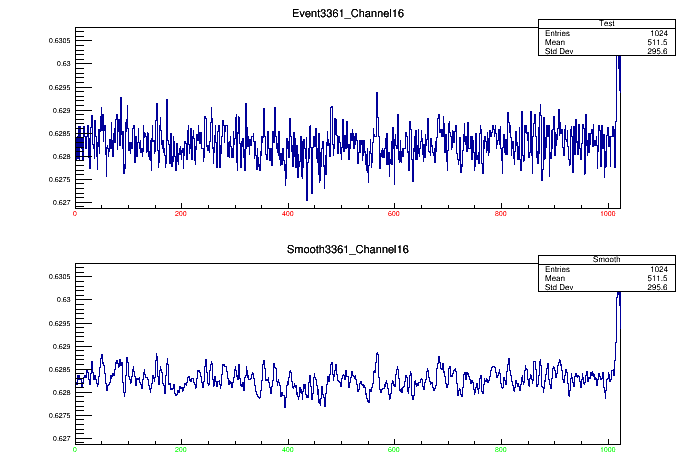 Event3361_Channel16
Test
Entries 1024
Mean 511.5
Std Dev 295.6
0.6305
0.63
0.6295
0.629
0.6285
0.628
0.6275
0.627
0 200 400 600 800 1000
Smooth3361_Channel16
Smooth
Entries 1024
Mean 511.5
Std Dev 295.6
0.6305
0.63
0.6295
0.629
0.6285
0.628
0.6275
0.627
0 200 400 600 800 1000